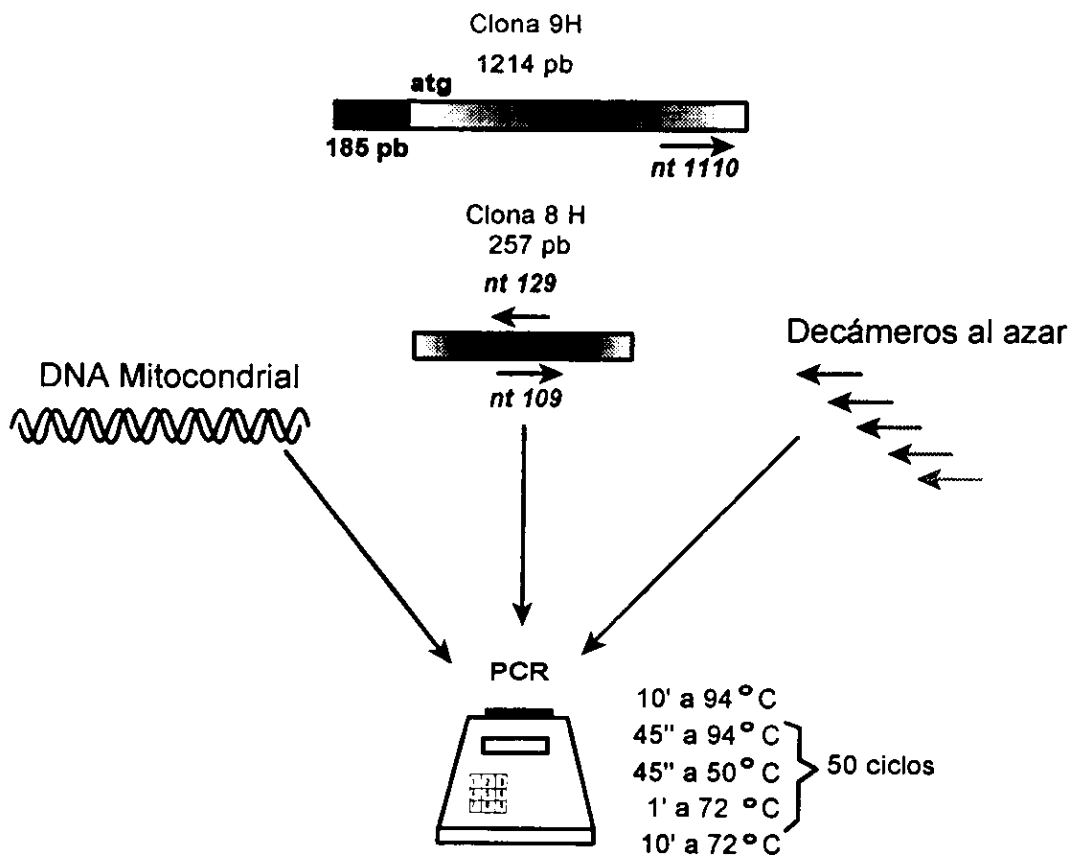 Clona 9H
1214 pb
atg
185 pb
nt 1110
Clona 8 H
257 pb
nt 129
nt 109
DNA Mitocondrial
Decámeros al azar
PCR
10' a 94 °C
45" a 94 °C
45" a 50 °C
1' a 72 °C
10' a 72 °C
50 ciclos